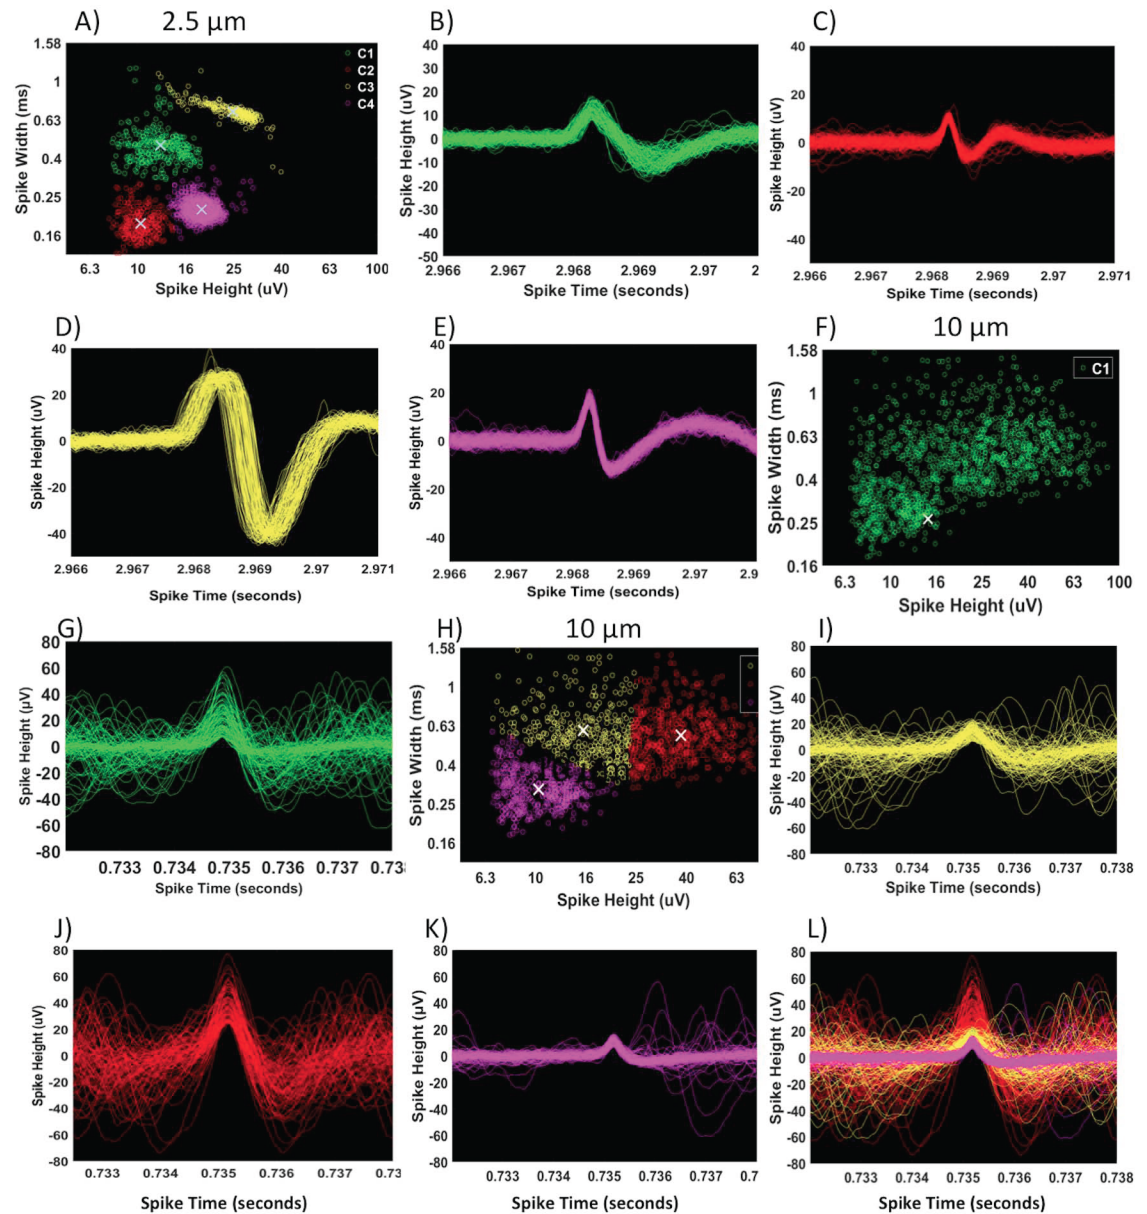 A) 2.5 µm
1.58
1
0.63
0.4
0.25
0.16
Spike Width (ms)
C1
C2
C3
C4
6.3 10 16 25 40 63 100
Spike Height (uV)
B)
40
30
20
10
0
-10
-20
-30
-40
-50
Spike Height (uV)
2.966 2.967 2.968 2.969 2.97 2
Spike Time (seconds)
C)
40
20
0
-20
-40
Spike Height (uV)
2.966 2.967 2.968 2.969 2.97 2.971
Spike Time (seconds)
D)
40
20
0
-20
-40
Spike Height (uV)
2.966 2.967 2.968 2.969 2.97 2.971
Spike Time (seconds)
E)
40
20
0
-20
-40
Spike Height (uV)
2.966 2.967 2.968 2.969 2.97 2.9
Spike Time (seconds)
F) 10 µm
1.58
1
0.63
0.4
0.25
0.16
Spike Width (ms)
C1
6.3 10 16 25 40 63 100
Spike Height (uV)
G)
80
60
40
20
0
-20
-40
-60
-80
Spike Height (µV)
0.733 0.734 0.735 0.736 0.737 0.73
Spike Time (seconds)
H) 10 µm
1.58
1
0.63
0.4
0.25
0.16
Spike Width (ms)
6.3 10 16 25 40 63
Spike Height (uV)
I)
80
60
40
20
0
-20
-40
-60
-80
Spike Height (µV)
0.733 0.734 0.735 0.736 0.737 0.738
Spike Time (seconds)
J)
80
60
40
20
0
-20
-40
-60
-80
Spike Height (uV)
0.733 0.734 0.735 0.736 0.737 0.73
Spike Time (seconds)
K)
80
60
40
20
0
-20
-40
-60
-80
Spike Height (µV)
0.733 0.734 0.735 0.736 0.737 0.7
Spike Time (seconds)
L)
80
60
40
20
0
-20
-40
-60
-80
Spike Height (µV)
0.733 0.734 0.735 0.736 0.737 0.738
Spike Time (seconds)